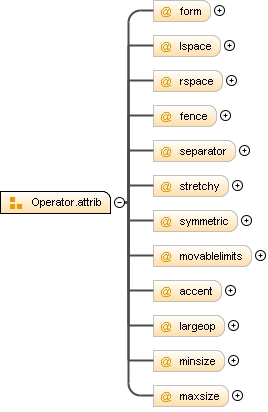 @ form
@ lspace
@ rspace
@ fence
@ separator
@ stretchy
Operator.attrib
@ symmetric
@ movablelimits
@ accent
@ largeop
@ minsize
@ maxsize